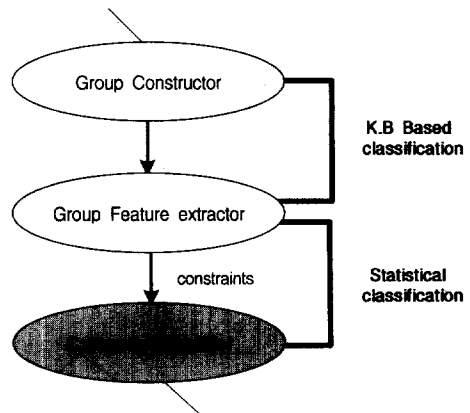 Group Constructor
K.B Based
classification
Group Feature extractor
constraints
Statistical
classification